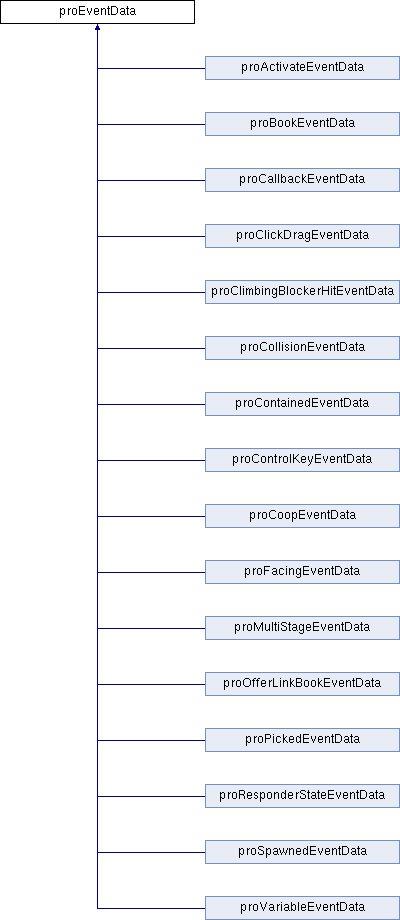 proEventData
proActivateEventData
proBookEventData
proCallbackEventData
proClickDragEventData
proClimbingBlockerHitEventData
proCollisionEventData
proContainedEventData
proControlKeyEventData
proCoopEventData
proFacingEventData
proMultiStageEventData
proOfferLinkBookEventData
proPickedEventData
proResponderStateEventData
proSpawnedEventData
proVariableEventData